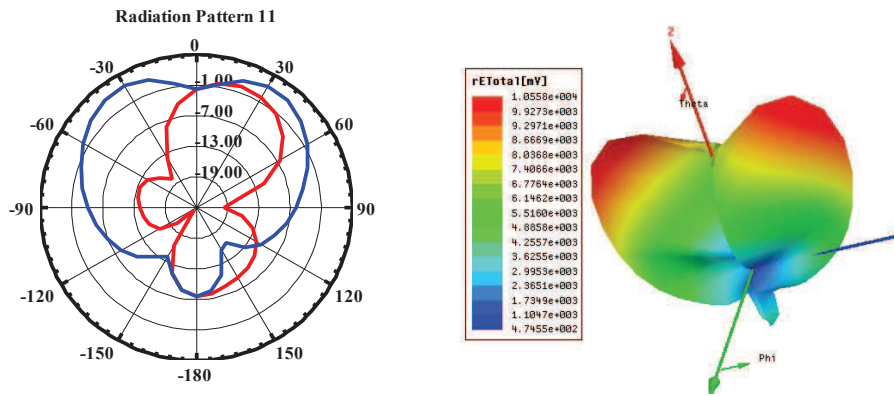 Radiation Pattern 11
0
-30
30
-1.00
-7.00
-60
60
-13.00
-19.00
-90
90
-120
120
-150
150
-180
rETotal[mV]
1.0558e+004
9.9273e+003
9.2971e+003
8.6669e+003
8.0368e+003
7.4066e+003
6.7764e+003
6.1462e+003
5.5160e+003
4.8858e+003
4.2557e+003
3.6255e+003
2.9953e+003
2.3651e+003
1.7349e+003
1.1047e+003
4.7455e+002
Z
Theta
Phi